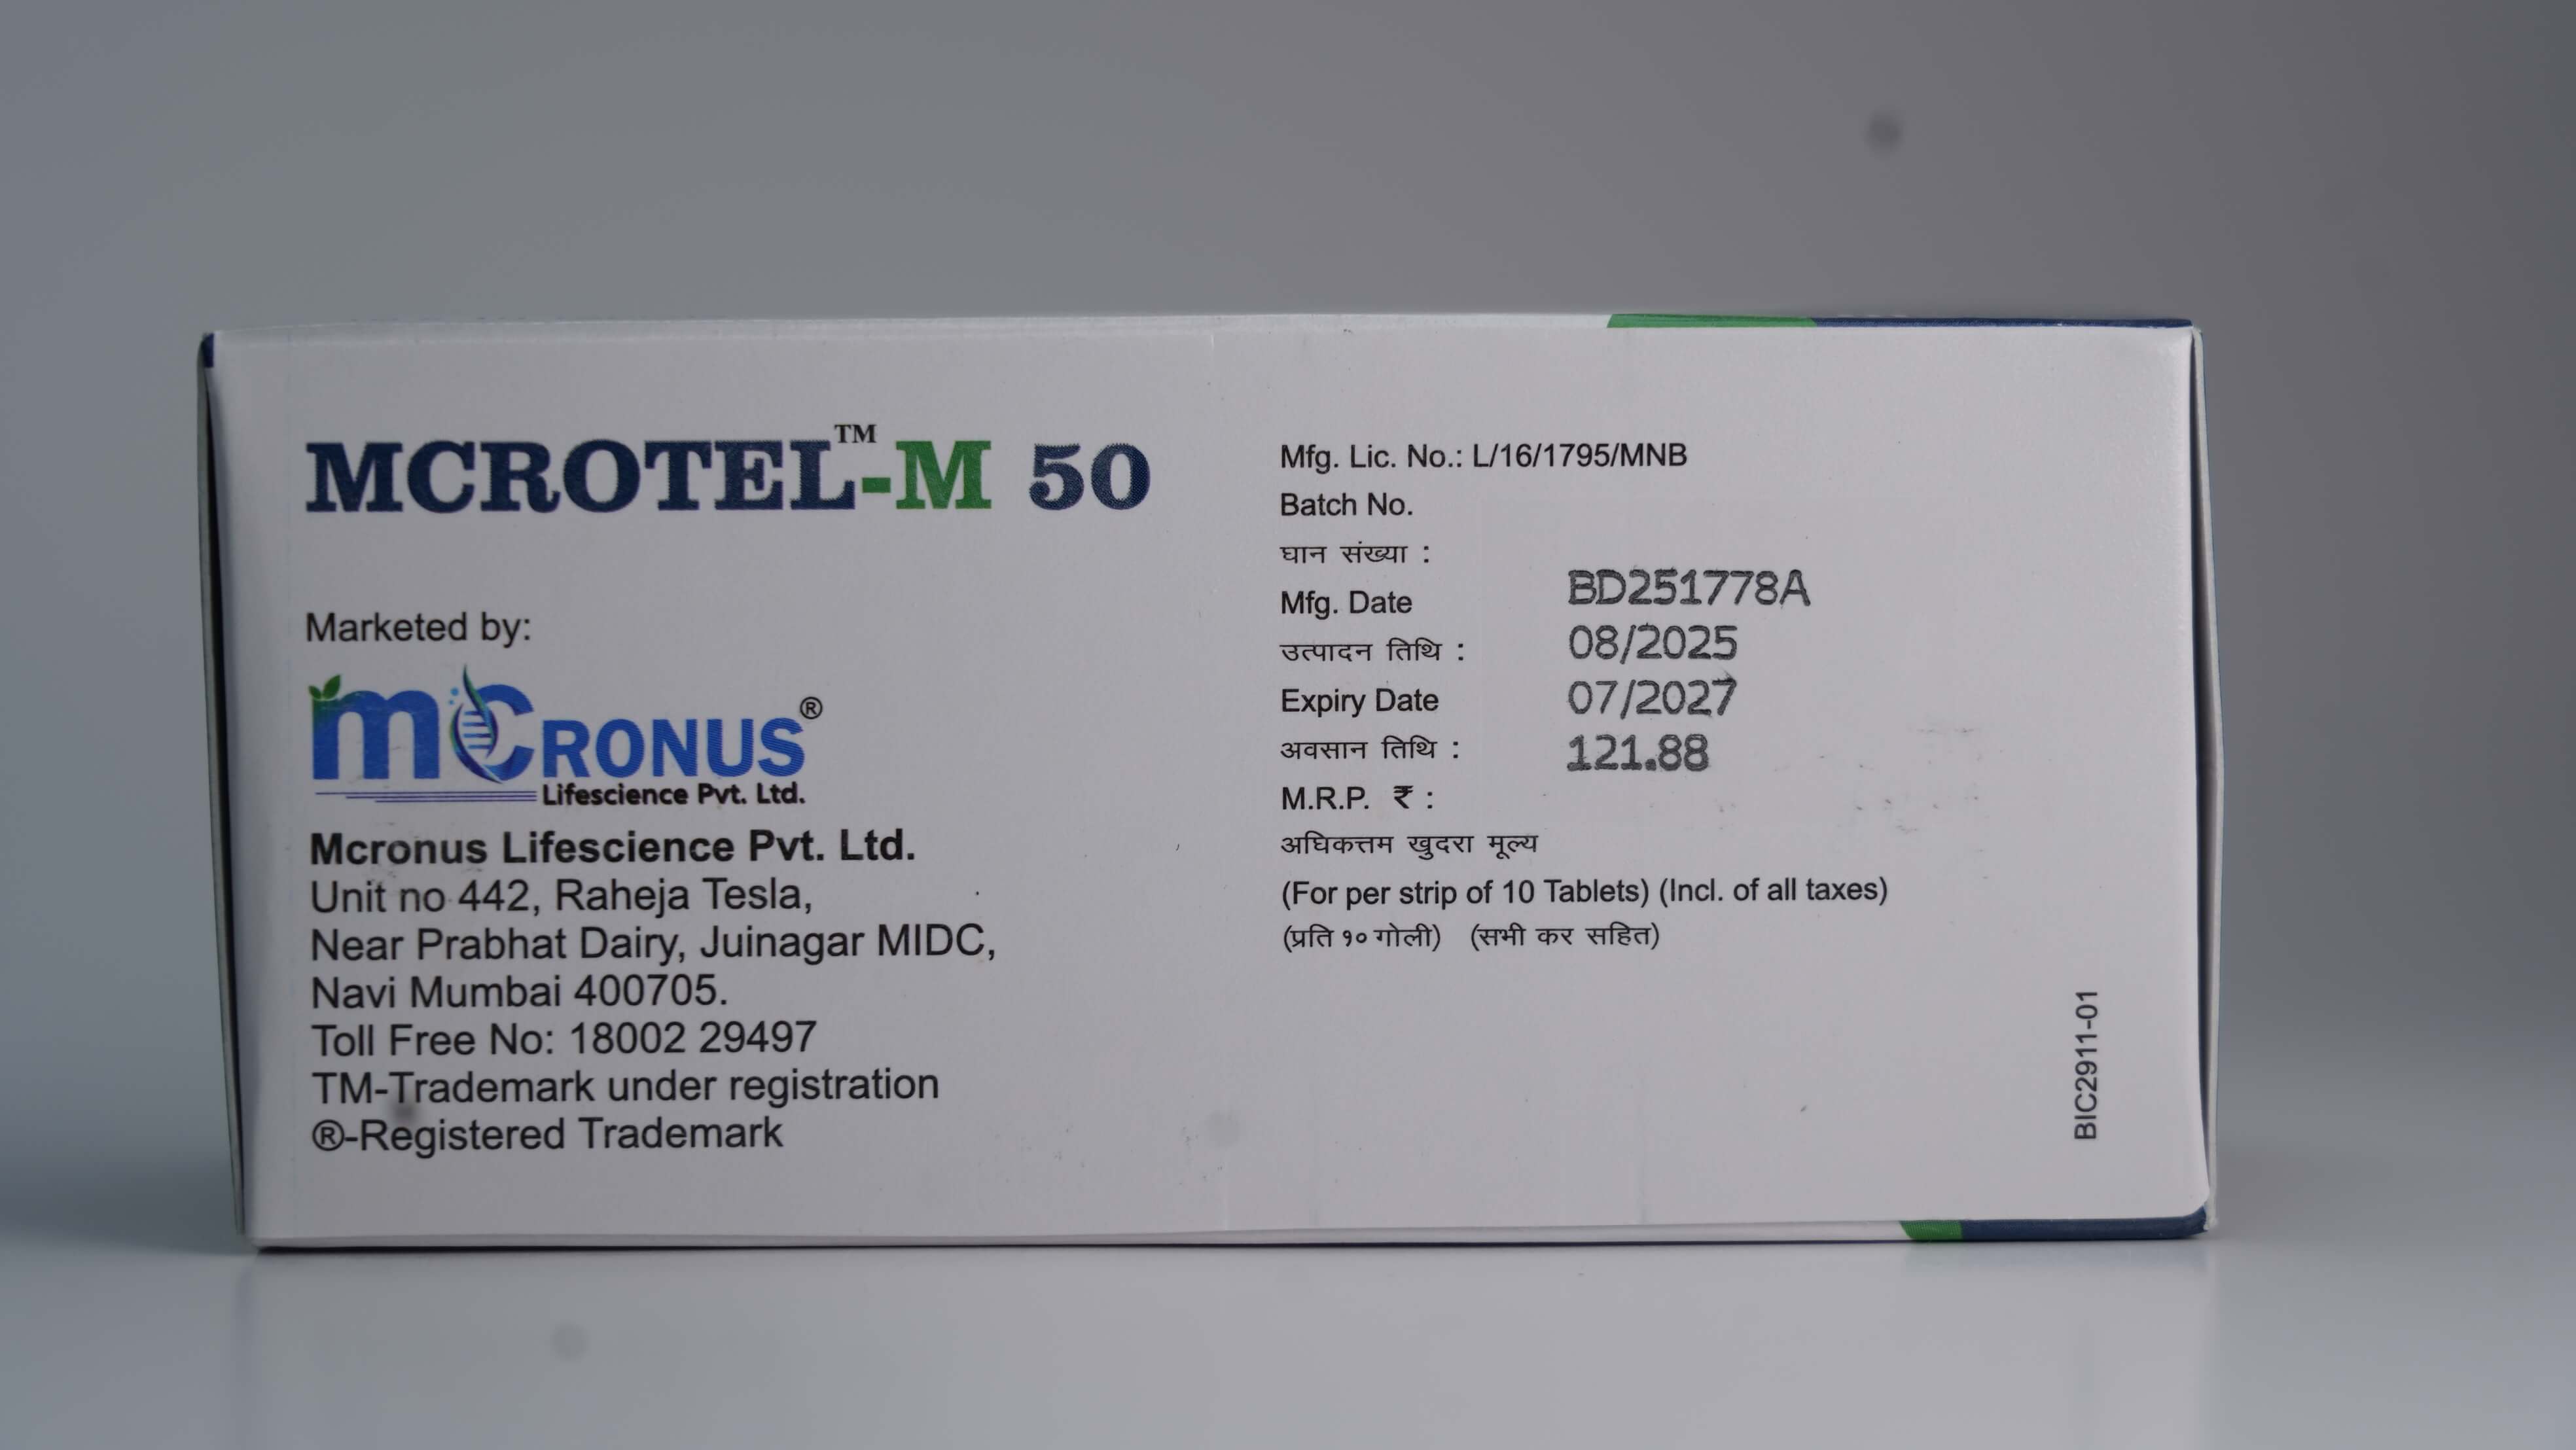 MCROTEL™-M 50
Marketed by:
mCRONUS®
Lifescience Pvt. Ltd.
Mcronus Lifescience Pvt. Ltd.
Unit no 442, Raheja Tesla,
Near Prabhat Dairy, Juinagar MIDC,
Navi Mumbai 400705.
Toll Free No: 18002 29497
TM-Trademark under registration
®-Registered Trademark
Mfg. Lic. No.: L/16/1795/MNB
Batch No.
घान संख्या :
Mfg. Date
उत्पादन तिथि :
Expiry Date
अवसान तिथि :
M.R.P. ₹ :
अधिकत्तम खुदरा मूल्य
(For per strip of 10 Tablets) (Incl. of all taxes)
(प्रति १० गोली) (सभी कर सहित)
BD251778A
08/2025
07/2027
121.88
BIC2911-01